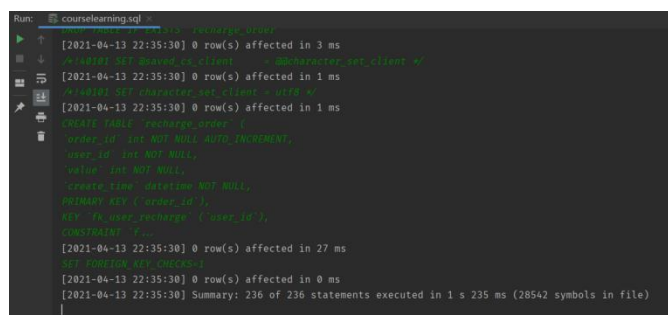 Run: courselearning.sql ×
DROP TABLE IF EXISTS `recharge_order`
[2021-04-13 22:35:30] 0 row(s) affected in 3 ms
/*!40101 SET @saved_cs_client = @@character_set_client */
[2021-04-13 22:35:30] 0 row(s) affected in 1 ms
/*!40101 SET character_set_client = utf8 */
[2021-04-13 22:35:30] 0 row(s) affected in 1 ms
CREATE TABLE `recharge_order` (
`order_id` int NOT NULL AUTO_INCREMENT,
`user_id` int NOT NULL,
`value` int NOT NULL,
`create_time` datetime NOT NULL,
PRIMARY KEY (`order_id`),
KEY `fk_user_recharge` (`user_id`),
CONSTRAINT `f...
[2021-04-13 22:35:30] 0 row(s) affected in 27 ms
SET FOREIGN_KEY_CHECKS=1
[2021-04-13 22:35:30] 0 row(s) affected in 0 ms
[2021-04-13 22:35:30] Summary: 236 of 236 statements executed in 1 s 235 ms (28542 symbols in file)